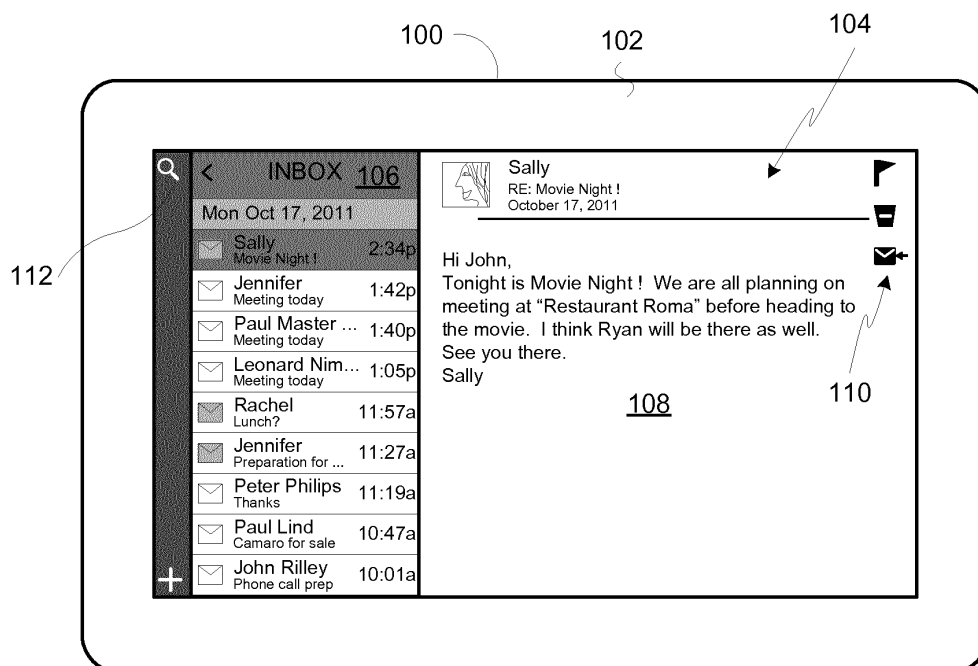 100
102
104
< INBOX 106
Mon Oct 17, 2011
Sally 2:34p
Movie Night !
Jennifer 1:42p
Meeting today
Paul Master ... 1:40p
Meeting today
Leonard Nim... 1:05p
Meeting today
Rachel 11:57a
Lunch?
Jennifer 11:27a
Preparation for ...
Peter Philips 11:19a
Thanks
Paul Lind 10:47a
Camaro for sale
John Rilley 10:01a
Phone call prep
+
112
Sally
RE: Movie Night !
October 17, 2011
Hi John,
Tonight is Movie Night ! We are all planning on
meeting at “Restaurant Roma” before heading to
the movie. I think Ryan will be there as well.
See you there.
Sally
108
110